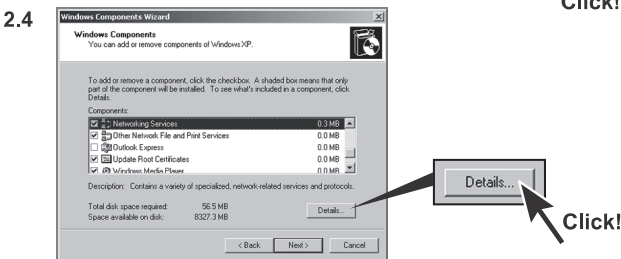 Click!
2.4
Windows Components Wizard
Windows Components
You can add or remove components of Windows XP.
To add or remove a component, click the checkbox. A shaded box means that only
part of the component will be installed. To see what's included in a component, click
Details.
Components:
Networking Services 0.3 MB
Other Network File and Print Services 0.0 MB
Outlook Express 0.0 MB
Update Root Certificates 0.0 MB
Windows Media Player 0.0 MB
Description: Contains a variety of specialized, network-related services and protocols.
Total disk space required: 56.5 MB
Space available on disk: 8327.3 MB
Details...
< Back Next > Cancel
Details...
Click!